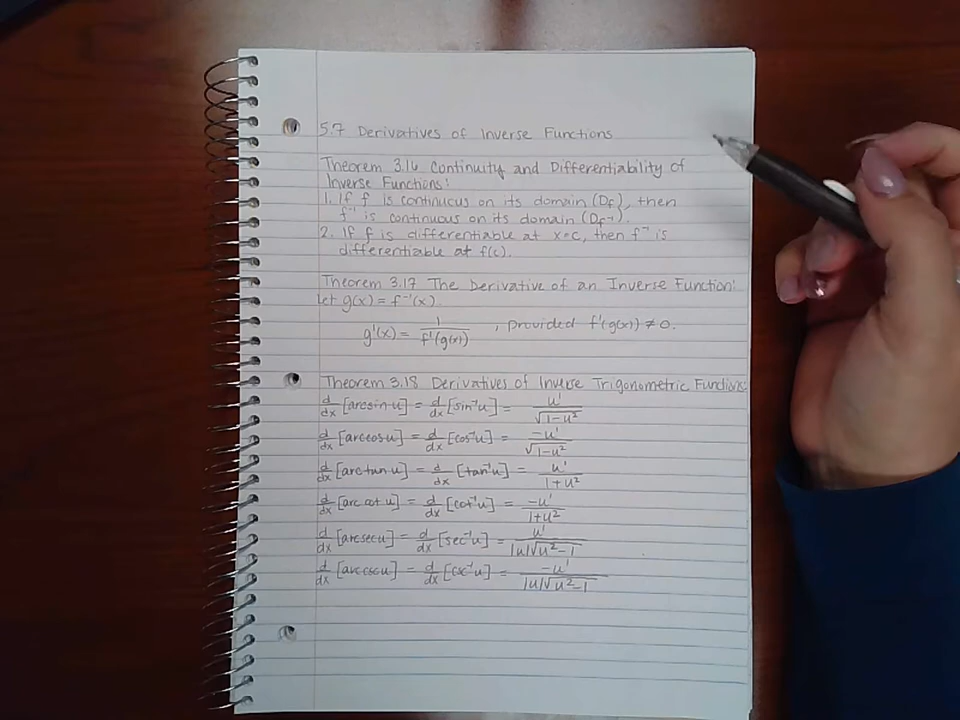 5.7 Derivatives of Inverse Functions
Theorem 3.16 Continuity and Differentiability of
Inverse Functions:
1. If f is continuous on its domain (Df), then
f⁻¹ is continuous on its domain (Df⁻¹).
2. If f is differentiable at x=c, then f⁻¹ is
differentiable at f(c).
Theorem 3.17 The Derivative of an Inverse Function:
Let g(x) = f⁻¹(x)
g'(x) = 1/f'(g(x)), provided f'(g(x)) ≠ 0.
Theorem 3.18 Derivatives of Inverse Trigonometric Functions:
d/dx [arcsin u] = d/dx [sin⁻¹u] = u'/√(1-u²)
d/dx [arccos u] = d/dx [cos⁻¹u] = -u'/√(1-u²)
d/dx [arctan u] = d/dx [tan⁻¹u] = u'/(1+u²)
d/dx [arccot u] = d/dx [cot⁻¹u] = -u'/(1+u²)
d/dx [arcsec u] = d/dx [sec⁻¹u] = u'/(|u|√(u²-1))
d/dx [arccsc u] = d/dx [csc⁻¹u] = -u'/(|u|√(u²-1))